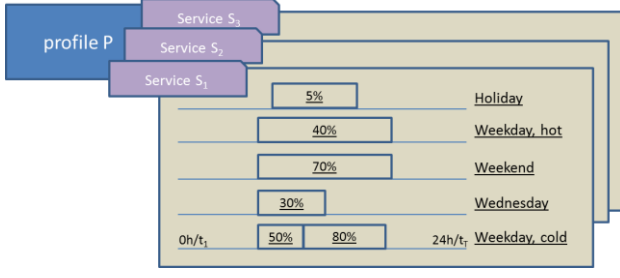 Service S₃
profile P
Service S₂
Service S₁
5% Holiday
40% Weekday, hot
70% Weekend
30% Wednesday
0h/t₁ 50% 80% 24h/t_T Weekday, cold